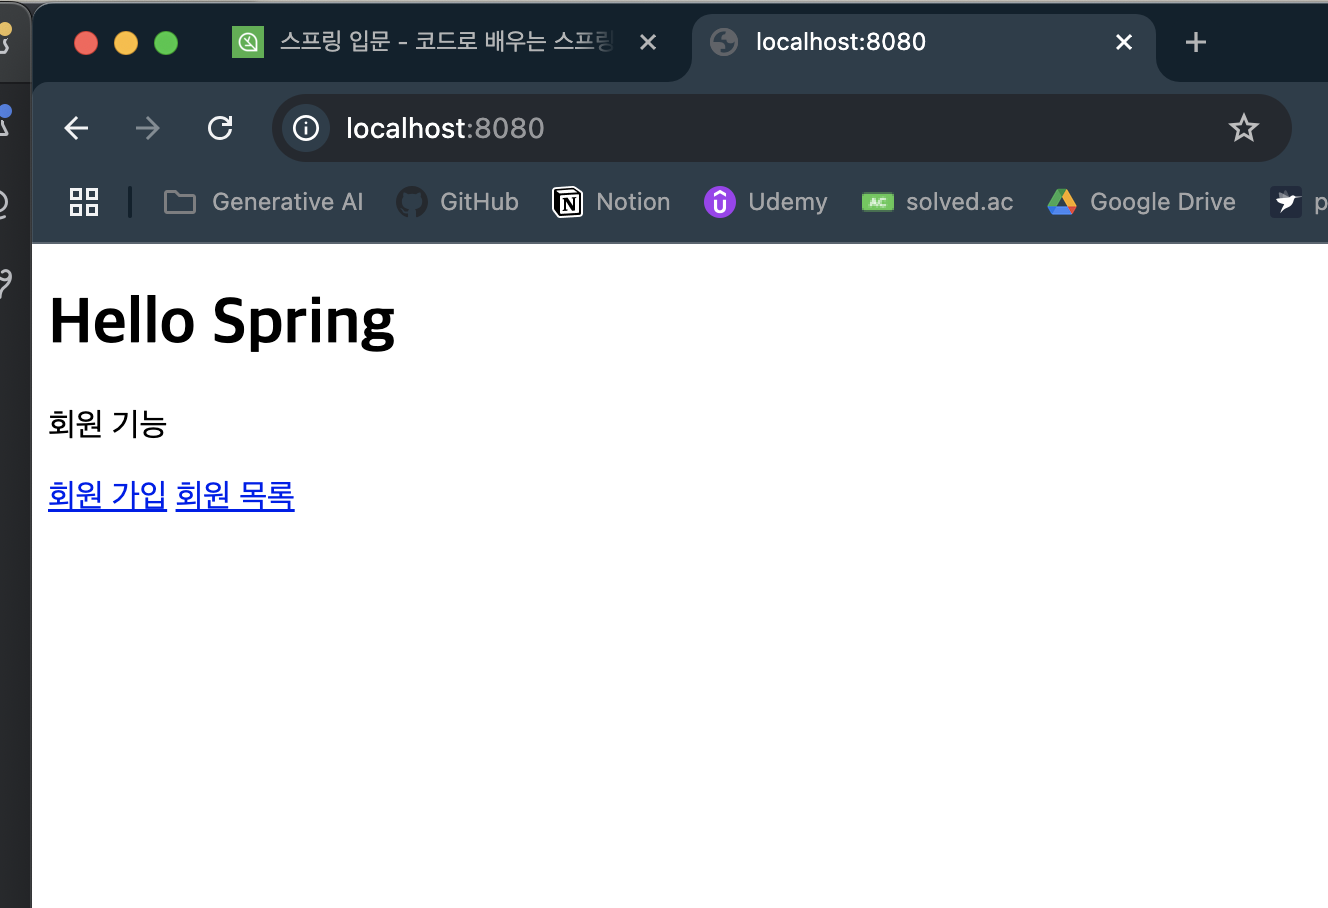 스프링 입문 - 코드로 배우는 스프링
localhost:8080
localhost:8080
Generative AI
GitHub
Notion
Udemy
AC
solved.ac
Google Drive
p
Hello Spring
회원 기능
회원 가입 회원 목록